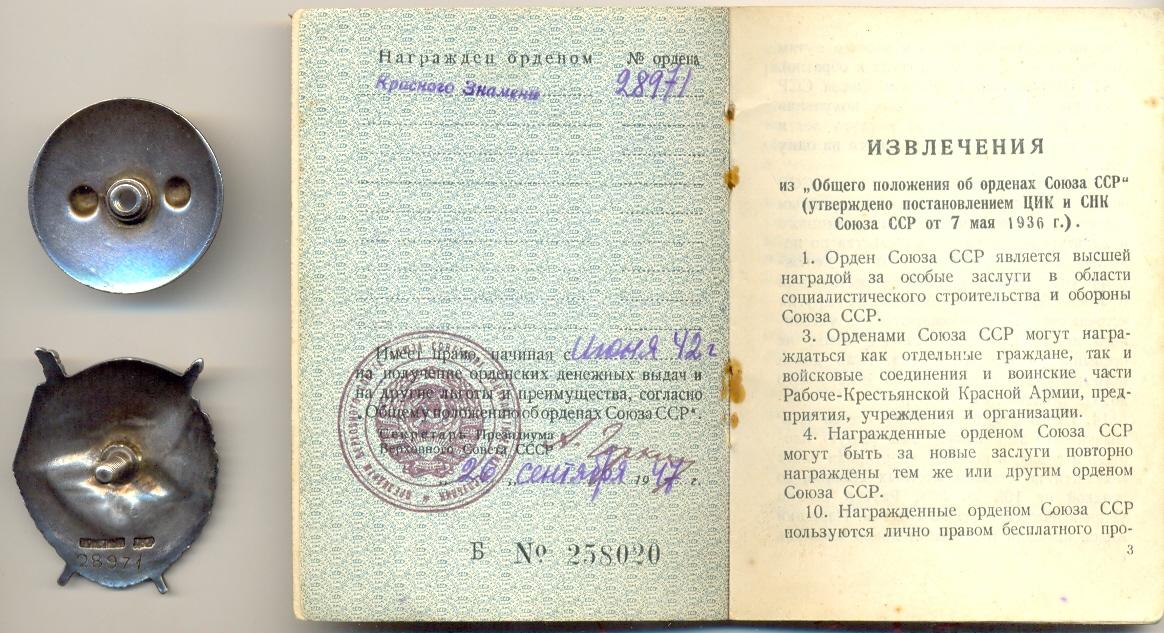 МОНЕТНЫЙ ДВОР
28971
Награжден орденом № ордена
Красного Знамени 28971
Имеет право, начиная с Июня 42 г
на получение орденских денежных выдач и
на другие льготы и преимущества, согласно
„Общему положению об орденах Союза ССР“.
Секретарь Президиума
Верховного Совета СССР
„26„ сентября 1947 г.
Б № 258020
ИЗВЛЕЧЕНИЯ
из „Общего положения об орденах Союза ССР“
(утверждено постановлением ЦИК и СНК
Союза ССР от 7 мая 1936 г.).
1. Орден Союза ССР является высшей
наградой за особые заслуги в области
социалистического строительства и обороны
Союза ССР.
3. Орденами Союза ССР могут награ-
ждаться как отдельные граждане, так и
войсковые соединения и воинские части
Рабоче-Крестьянской Красной Армии, пред-
приятия, учреждения и организации.
4. Награжденные орденом Союза ССР
могут быть за новые заслуги повторно
награждены тем же или другим орденом
Союза ССР.
10. Награжденные орденом Союза ССР
пользуются лично правом бесплатного про-
3